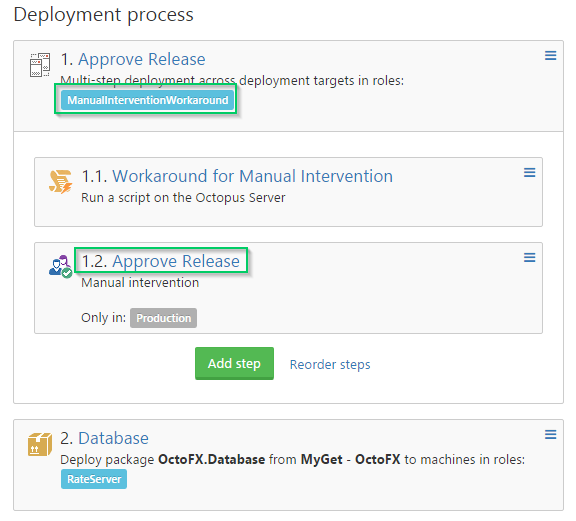 Deployment process
1. Approve Release
Multi-step deployment across deployment targets in roles:
ManualInterventionWorkaround
1.1. Workaround for Manual Intervention
Run a script on the Octopus Server
1.2. Approve Release
Manual intervention
Only in: Production
Add step Reorder steps
2. Database
Deploy package OctoFX.Database from MyGet - OctoFX to machines in roles:
RateServer